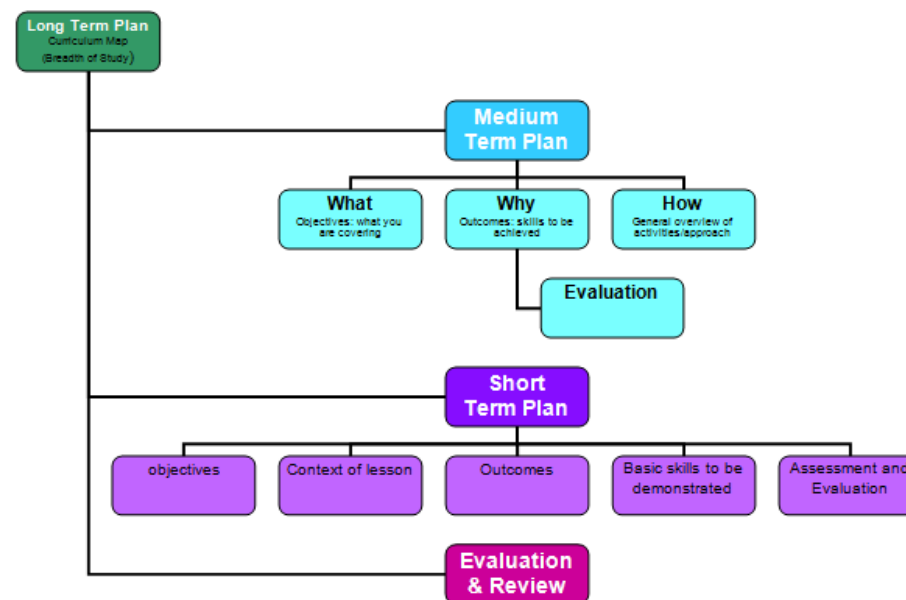 Long Term Plan
Curriculum Map
(Breadth of Study)
Medium
Term Plan
What
Objectives: what you
are covering
Why
Outcomes: skills to be
achieved
How
General overview of
activities/approach
Evaluation
Short
Term Plan
objectives
Context of lesson
Outcomes
Basic skills to be
demonstrated
Assessment and
Evaluation
Evaluation
& Review